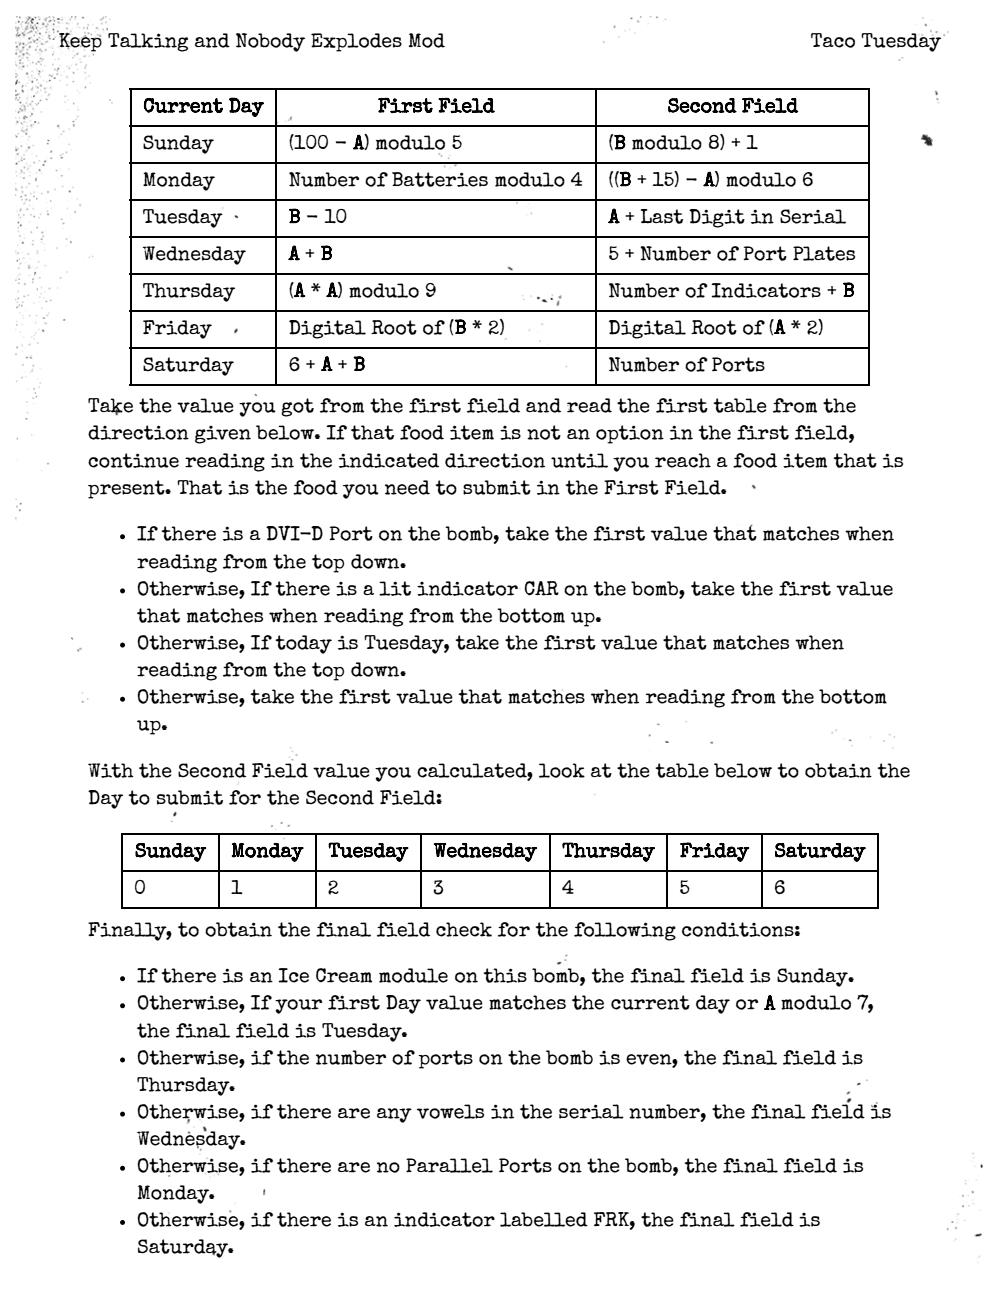 Keep Talking and Nobody Explodes Mod Taco Tuesday
Current Day First Field Second Field
Sunday (100 - A) modulo 5 (B modulo 8) + 1
Monday Number of Batteries modulo 4 ((B + 15) - A) modulo 6
Tuesday B - 10 A + Last Digit in Serial
Wednesday A + B 5 + Number of Port Plates
Thursday (A * A) modulo 9 Number of Indicators + B
Friday Digital Root of (B * 2) Digital Root of (A * 2)
Saturday 6 + A + B Number of Ports
Take the value you got from the first field and read the first table from the
direction given below. If that food item is not an option in the first field,
continue reading in the indicated direction until you reach a food item that is
present. That is the food you need to submit in the First Field.
• If there is a DVI-D Port on the bomb, take the first value that matches when
reading from the top down.
• Otherwise, If there is a lit indicator CAR on the bomb, take the first value
that matches when reading from the bottom up.
• Otherwise, If today is Tuesday, take the first value that matches when
reading from the top down.
• Otherwise, take the first value that matches when reading from the bottom
up.
With the Second Field value you calculated, look at the table below to obtain the
Day to submit for the Second Field:
Sunday Monday Tuesday Wednesday Thursday Friday Saturday
0 1 2 3 4 5 6
Finally, to obtain the final field check for the following conditions:
• If there is an Ice Cream module on this bomb, the final field is Sunday.
• Otherwise, If your first Day value matches the current day or A modulo 7,
the final field is Tuesday.
• Otherwise, if the number of ports on the bomb is even, the final field is
Thursday.
• Otherwise, if there are any vowels in the serial number, the final field is
Wednesday.
• Otherwise, if there are no Parallel Ports on the bomb, the final field is
Monday.
• Otherwise, if there is an indicator labelled FRK, the final field is
Saturday.